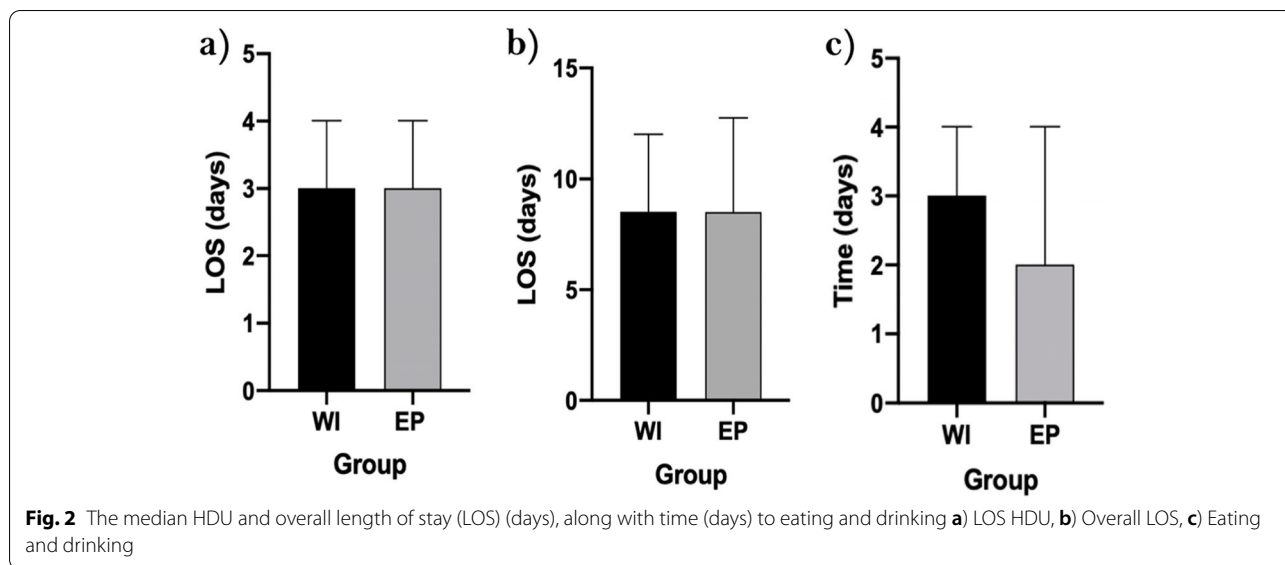 a)
5
4
3
2
1
0
LOS (days)
WI EP
Group
b)
15
10
5
0
LOS (days)
WI EP
Group
c)
5
4
3
2
1
0
Time (days)
WI EP
Group
Fig. 2 The median HDU and overall length of stay (LOS) (days), along with time (days) to eating and drinking a) LOS HDU, b) Overall LOS, c) Eating
and drinking